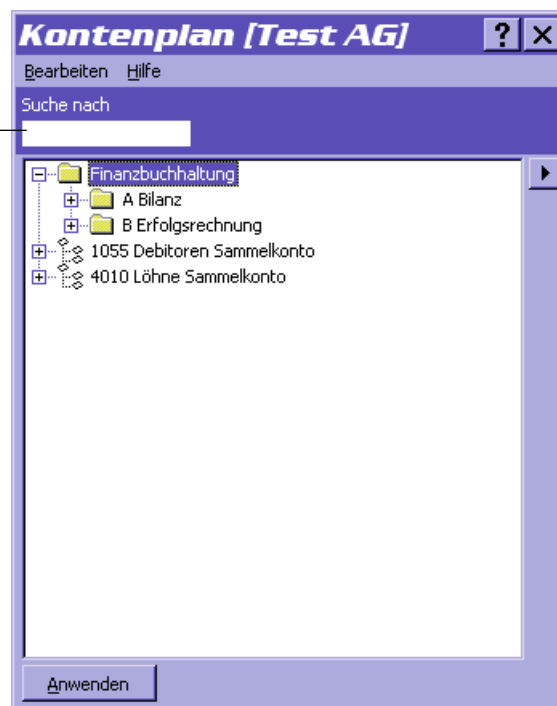 Kontenplan [Test AG]
?
Bearbeiten Hilfe
Suche nach
Finanzbuchhaltung
A Bilanz
B Erfolgsrechnung
1055 Debitoren Sammelkonto
4010 Löhne Sammelkonto
Anwenden